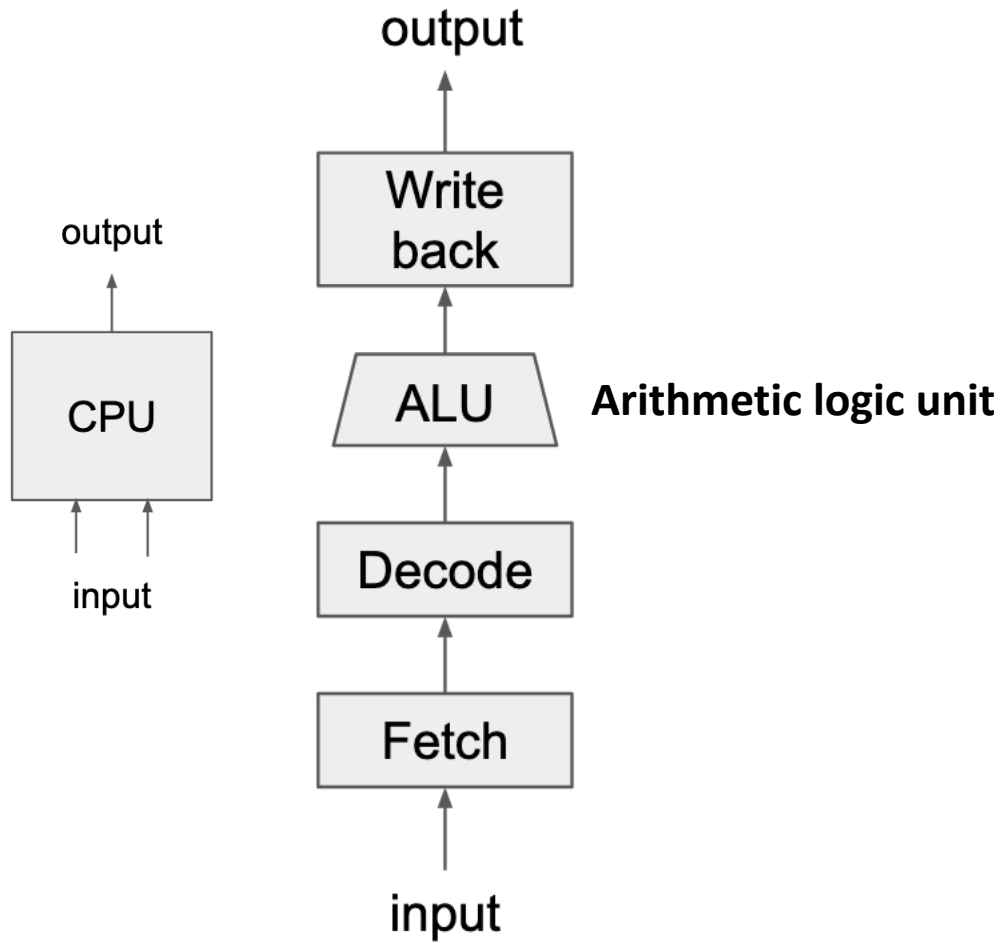 output
CPU
input
output
Write
back
ALU
Arithmetic logic unit
Decode
Fetch
input